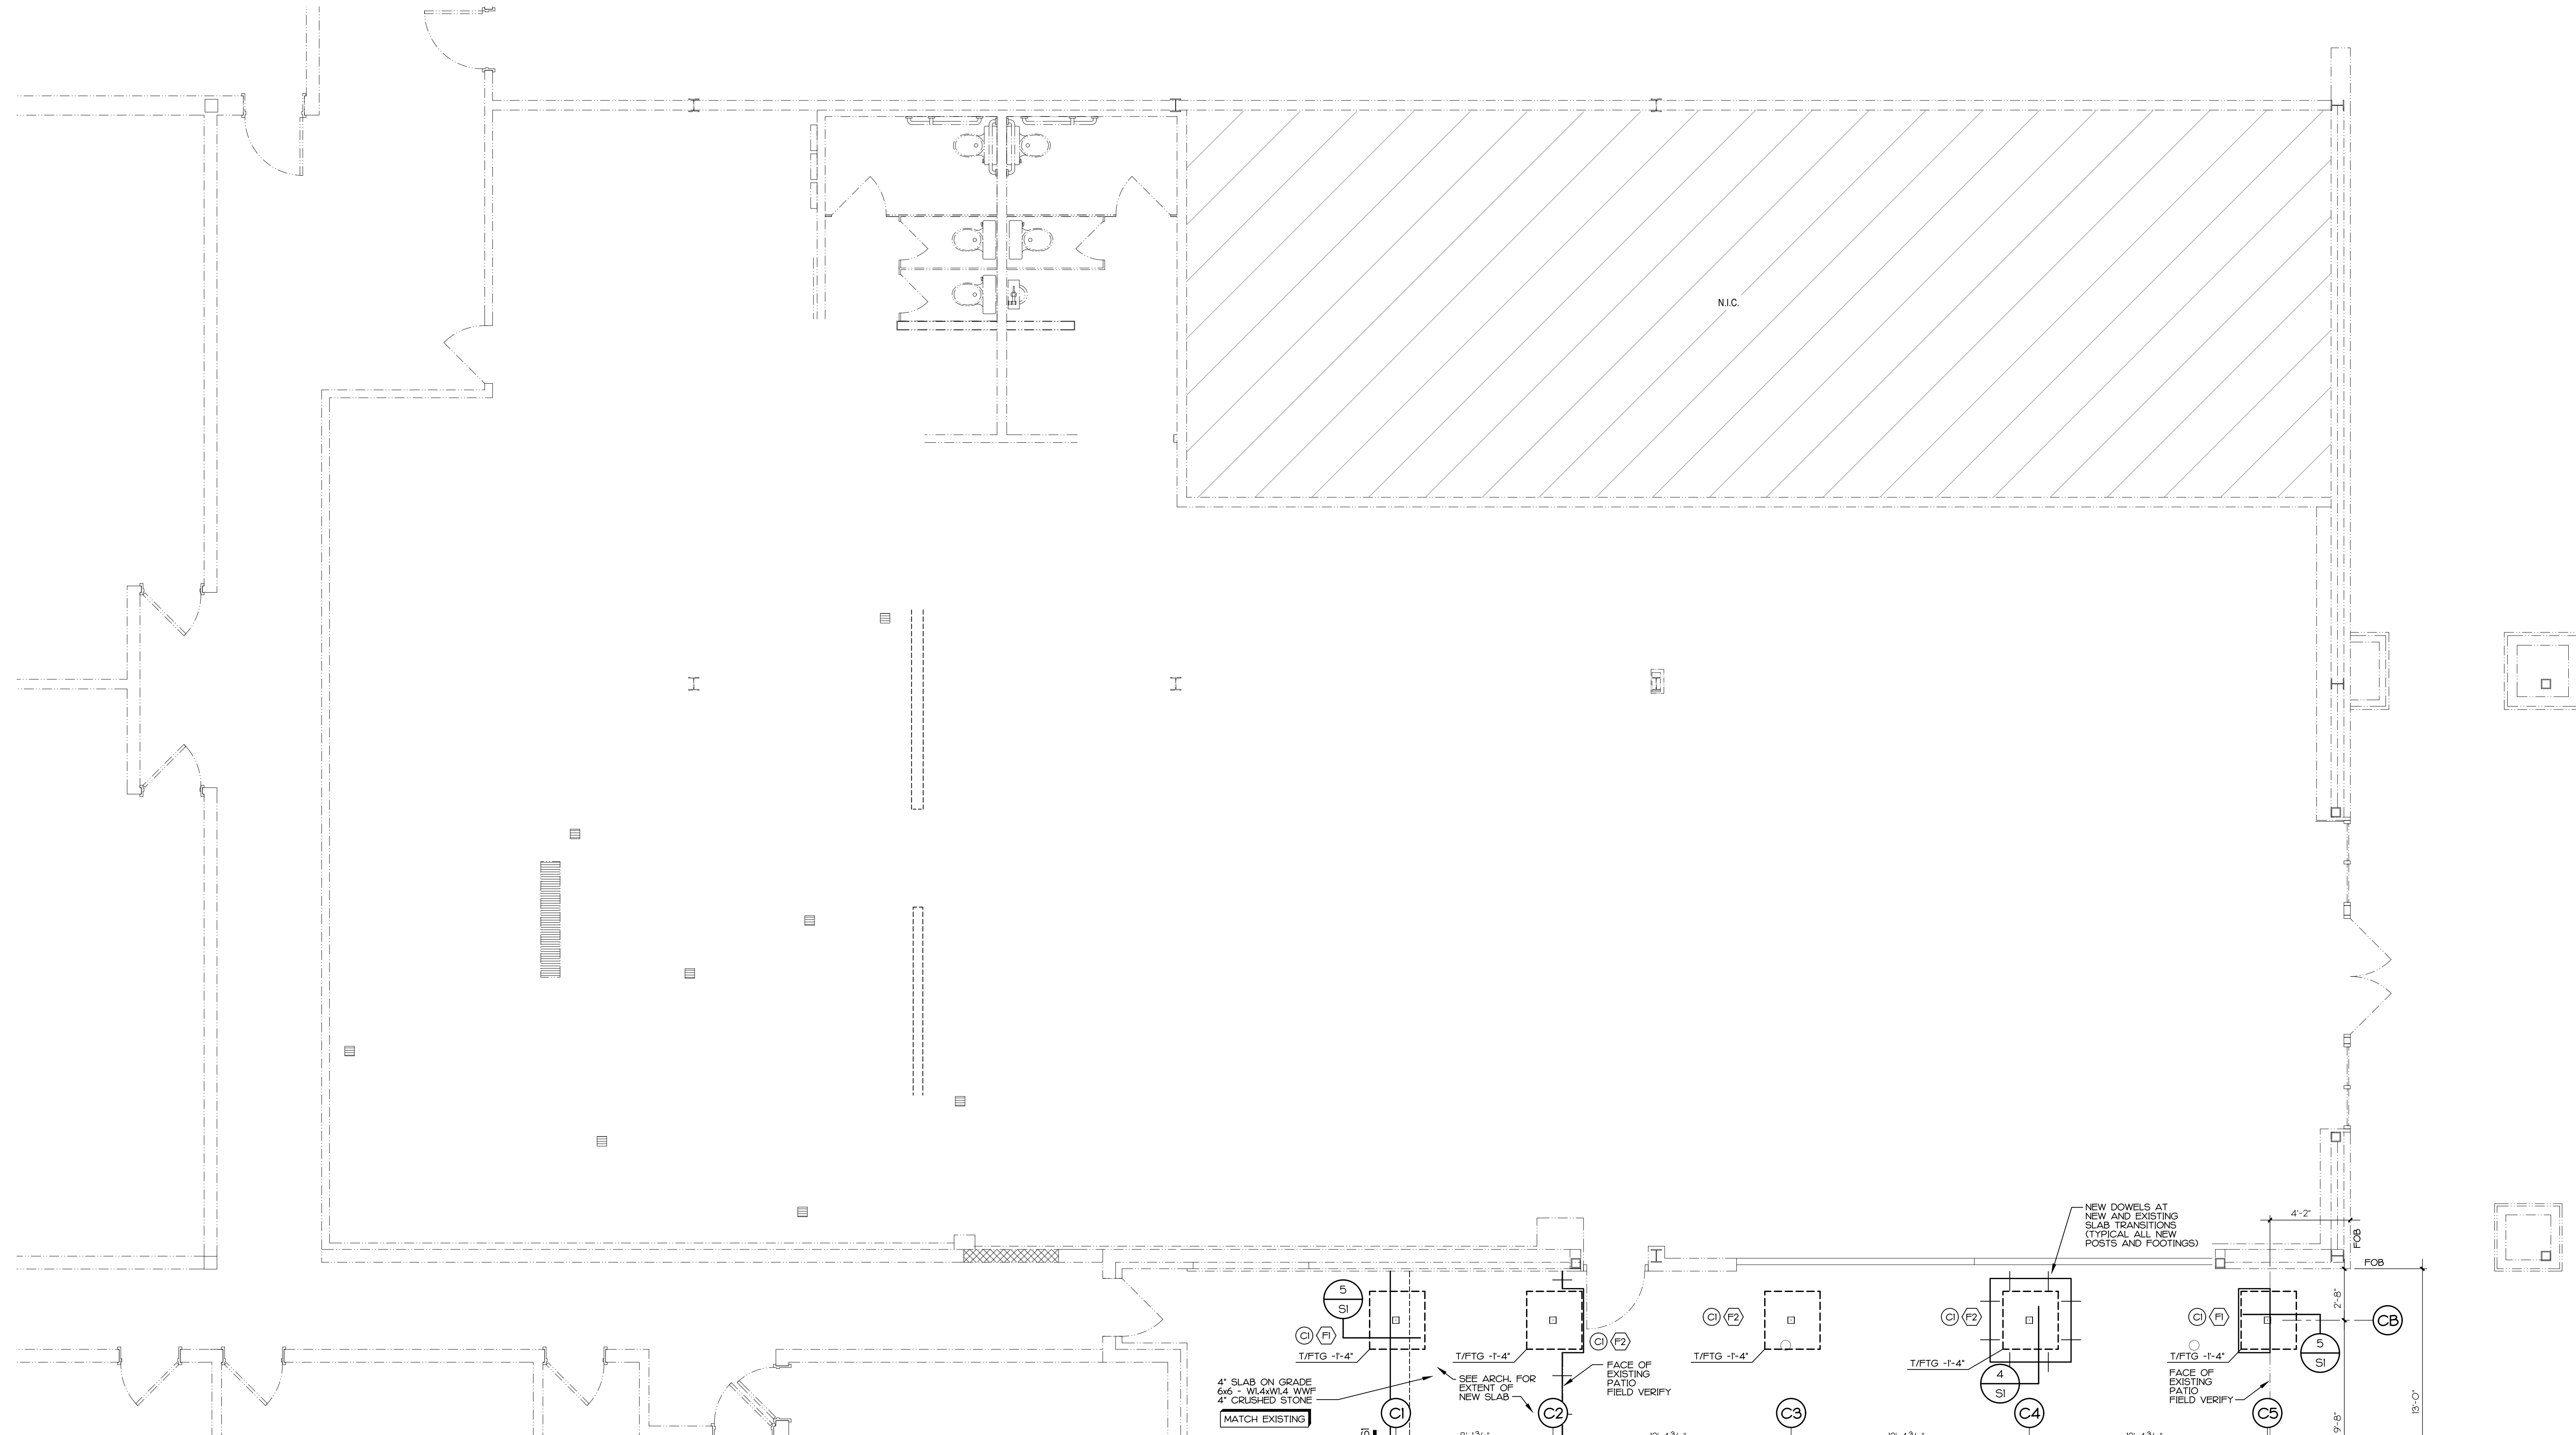 N.I.C.
NEW DOWELS AT
NEW AND EXISTING
SLAB TRANSITIONS
(TYPICAL ALL NEW
POSTS AND FOOTINGS)
4'-2"
FOB
FOB
5
S1
C1 F1
T/FTG -1'-4"
T/FTG -1'-4"
C1 F2
C1 F2
T/FTG -1'-4"
C1 F2
T/FTG -1'-4"
4
S1
C1 F1
T/FTG -1'-4"
5
S1
2'-8"
CB
FACE OF
EXISTING
PATIO
FIELD VERIFY
SEE ARCH. FOR
EXTENT OF
NEW SLAB
FACE OF
EXISTING
PATIO
FIELD VERIFY
4" SLAB ON GRADE
6x6 - W1.4xW1.4 WWF
4" CRUSHED STONE
MATCH EXISTING
C1
C2
C3
C4
C5
9'-8"
13'-0"